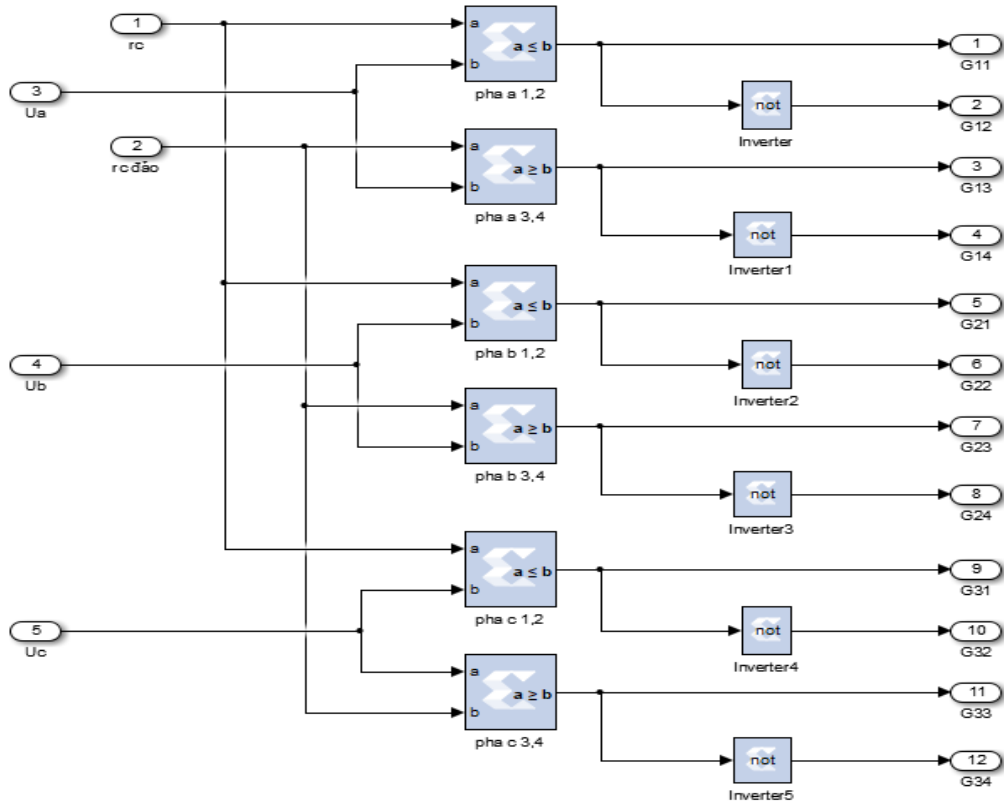 1
rc
a
b
a ≤ b
pha a 1,2
1
G11
3
Ua
not
Inverter
2
G12
2
rc đảo
a
b
a ≥ b
pha a 3,4
3
G13
not
Inverter1
4
G14
a
b
a ≤ b
pha b 1,2
5
G21
4
Ub
not
Inverter2
6
G22
a
b
a ≥ b
pha b 3,4
7
G23
not
Inverter3
8
G24
a
b
a ≤ b
pha c 1,2
9
G31
5
Uc
not
Inverter4
10
G32
a
b
a ≥ b
pha c 3,4
11
G33
not
Inverter5
12
G34